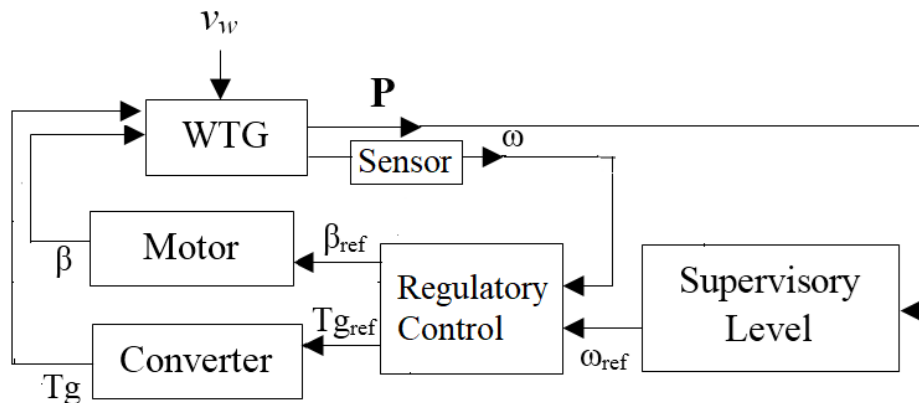 v_w
P
WTG
ω
Sensor
Motor
β_ref
β
Regulatory
Control
Supervisory
Level
Tg_ref
Converter
ω_ref
Tg